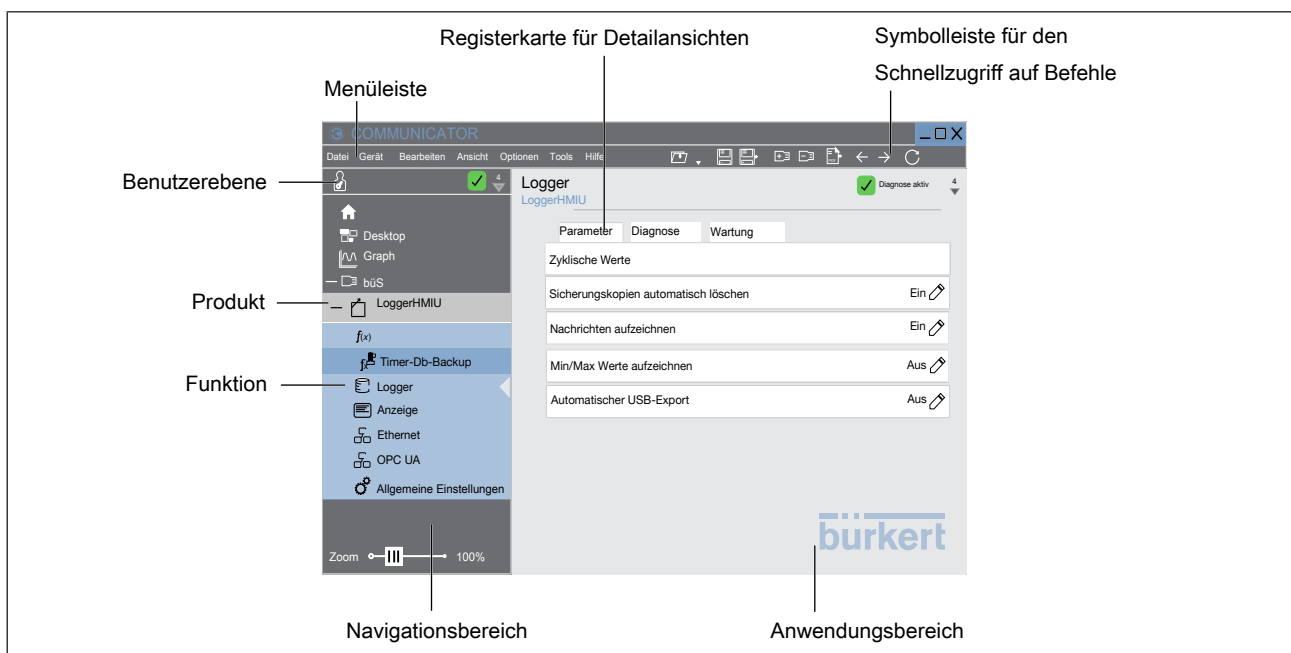 Registerkarte für Detailansichten
Symbolleiste für den
Schnellzugriff auf Befehle
Menüleiste
COMMUNICATOR
Datei Gerät Bearbeiten Ansicht Optionen Tools Hilfe
Benutzerebene
4
Logger
LoggerHMIU
Diagnose aktiv
4
Desktop
Graph
büS
Produkt
LoggerHMIU
f(x)
Timer-Db-Backup
Funktion
Logger
Anzeige
Ethernet
OPC UA
Allgemeine Einstellungen
Zoom 100%
Parameter Diagnose Wartung
Zyklische Werte
Sicherungskopien automatisch löschen Ein
Nachrichten aufzeichnen Ein
Min/Max Werte aufzeichnen Aus
Automatischer USB-Export Aus
bürkert
Navigationsbereich
Anwendungsbereich